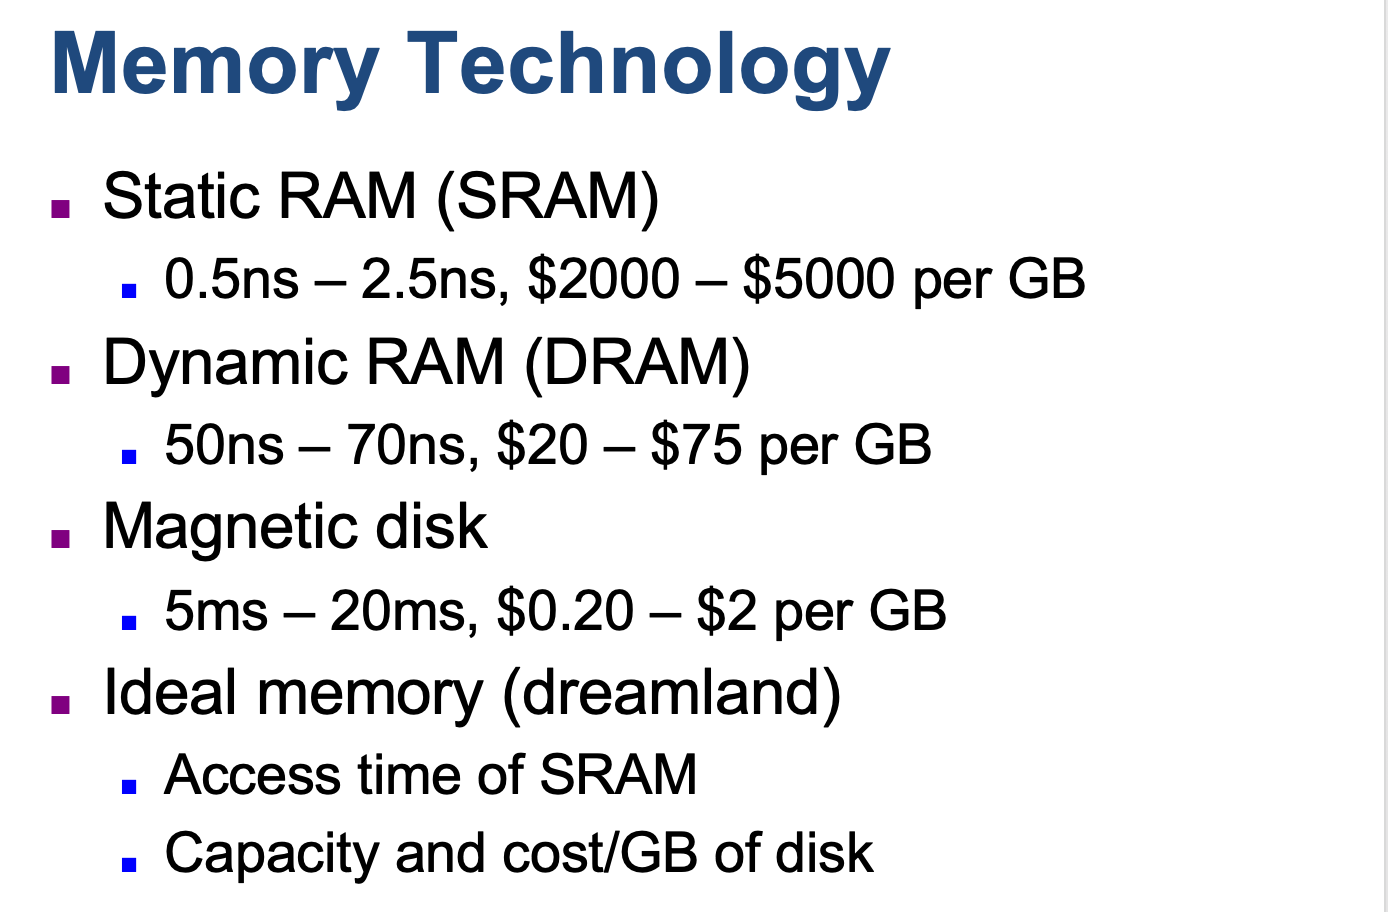 Memory Technology
Static RAM (SRAM)
0.5ns – 2.5ns, $2000 – $5000 per GB
Dynamic RAM (DRAM)
50ns – 70ns, $20 – $75 per GB
Magnetic disk
5ms – 20ms, $0.20 – $2 per GB
Ideal memory (dreamland)
Access time of SRAM
Capacity and cost/GB of disk